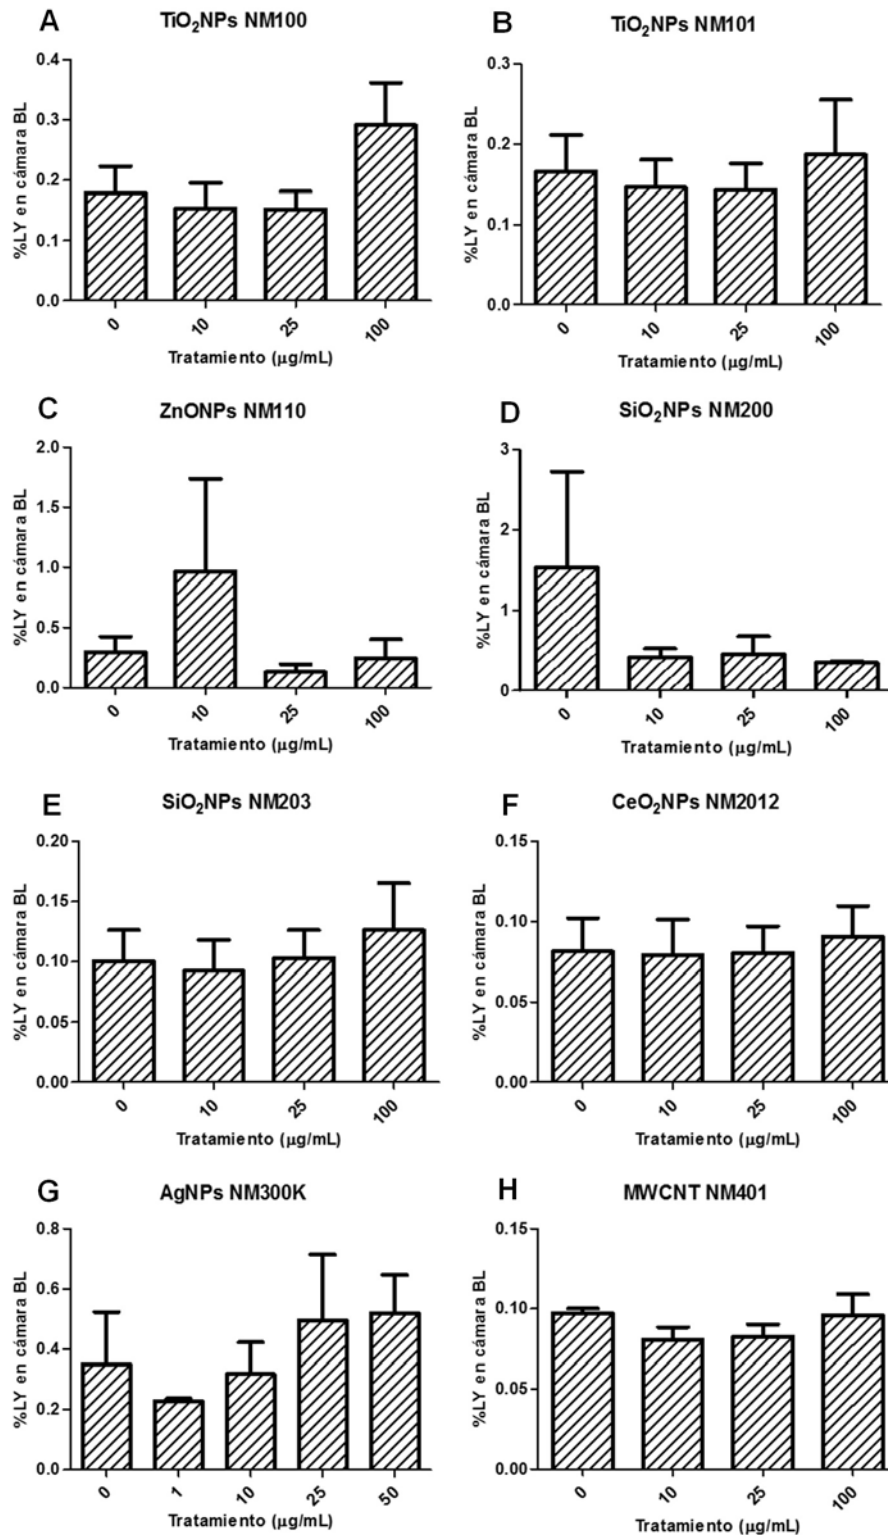 A
TiO₂NPs NM100
%LY en cámara BL
0.4
0.3
0.2
0.1
0.0
0
10
25
100
Tratamiento (µg/mL)
B
TiO₂NPs NM101
%LY en cámara BL
0.3
0.2
0.1
0.0
0
10
25
100
Tratamiento (µg/mL)
C
ZnONPs NM110
%LY en cámara BL
2.0
1.5
1.0
0.5
0.0
0
10
25
100
Tratamiento (µg/mL)
D
SiO₂NPs NM200
%LY en cámara BL
3
2
1
0
0
10
25
100
Tratamiento (µg/mL)
E
SiO₂NPs NM203
%LY en cámara BL
0.20
0.15
0.10
0.05
0.00
0
10
25
100
Tratamiento (µg/mL)
F
CeO₂NPs NM2012
%LY en cámara BL
0.15
0.10
0.05
0.00
0
10
25
100
Tratamiento (µg/mL)
G
AgNPs NM300K
%LY en cámara BL
0.8
0.6
0.4
0.2
0.0
0
1
10
25
50
Tratamiento (µg/mL)
H
MWCNT NM401
%LY en cámara BL
0.15
0.10
0.05
0.00
0
10
25
100
Tratamiento (µg/mL)